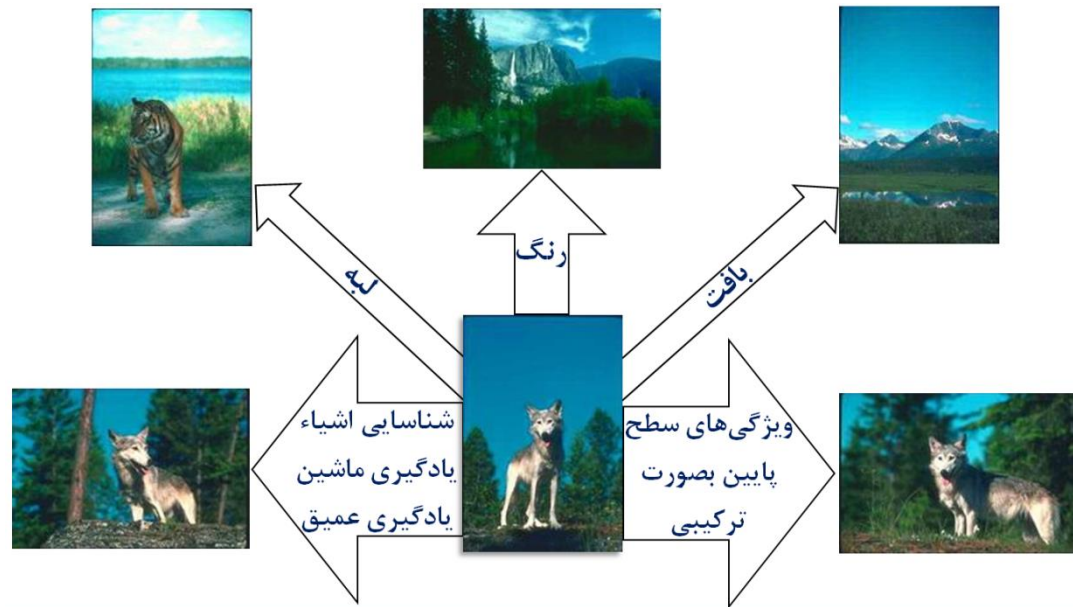 رنگ
بافت
لبه
ویژگی‌های سطح
پایین بصورت
ترکیبی
شناسایی اشیاء
یادگیری ماشین
یادگیری عمیق